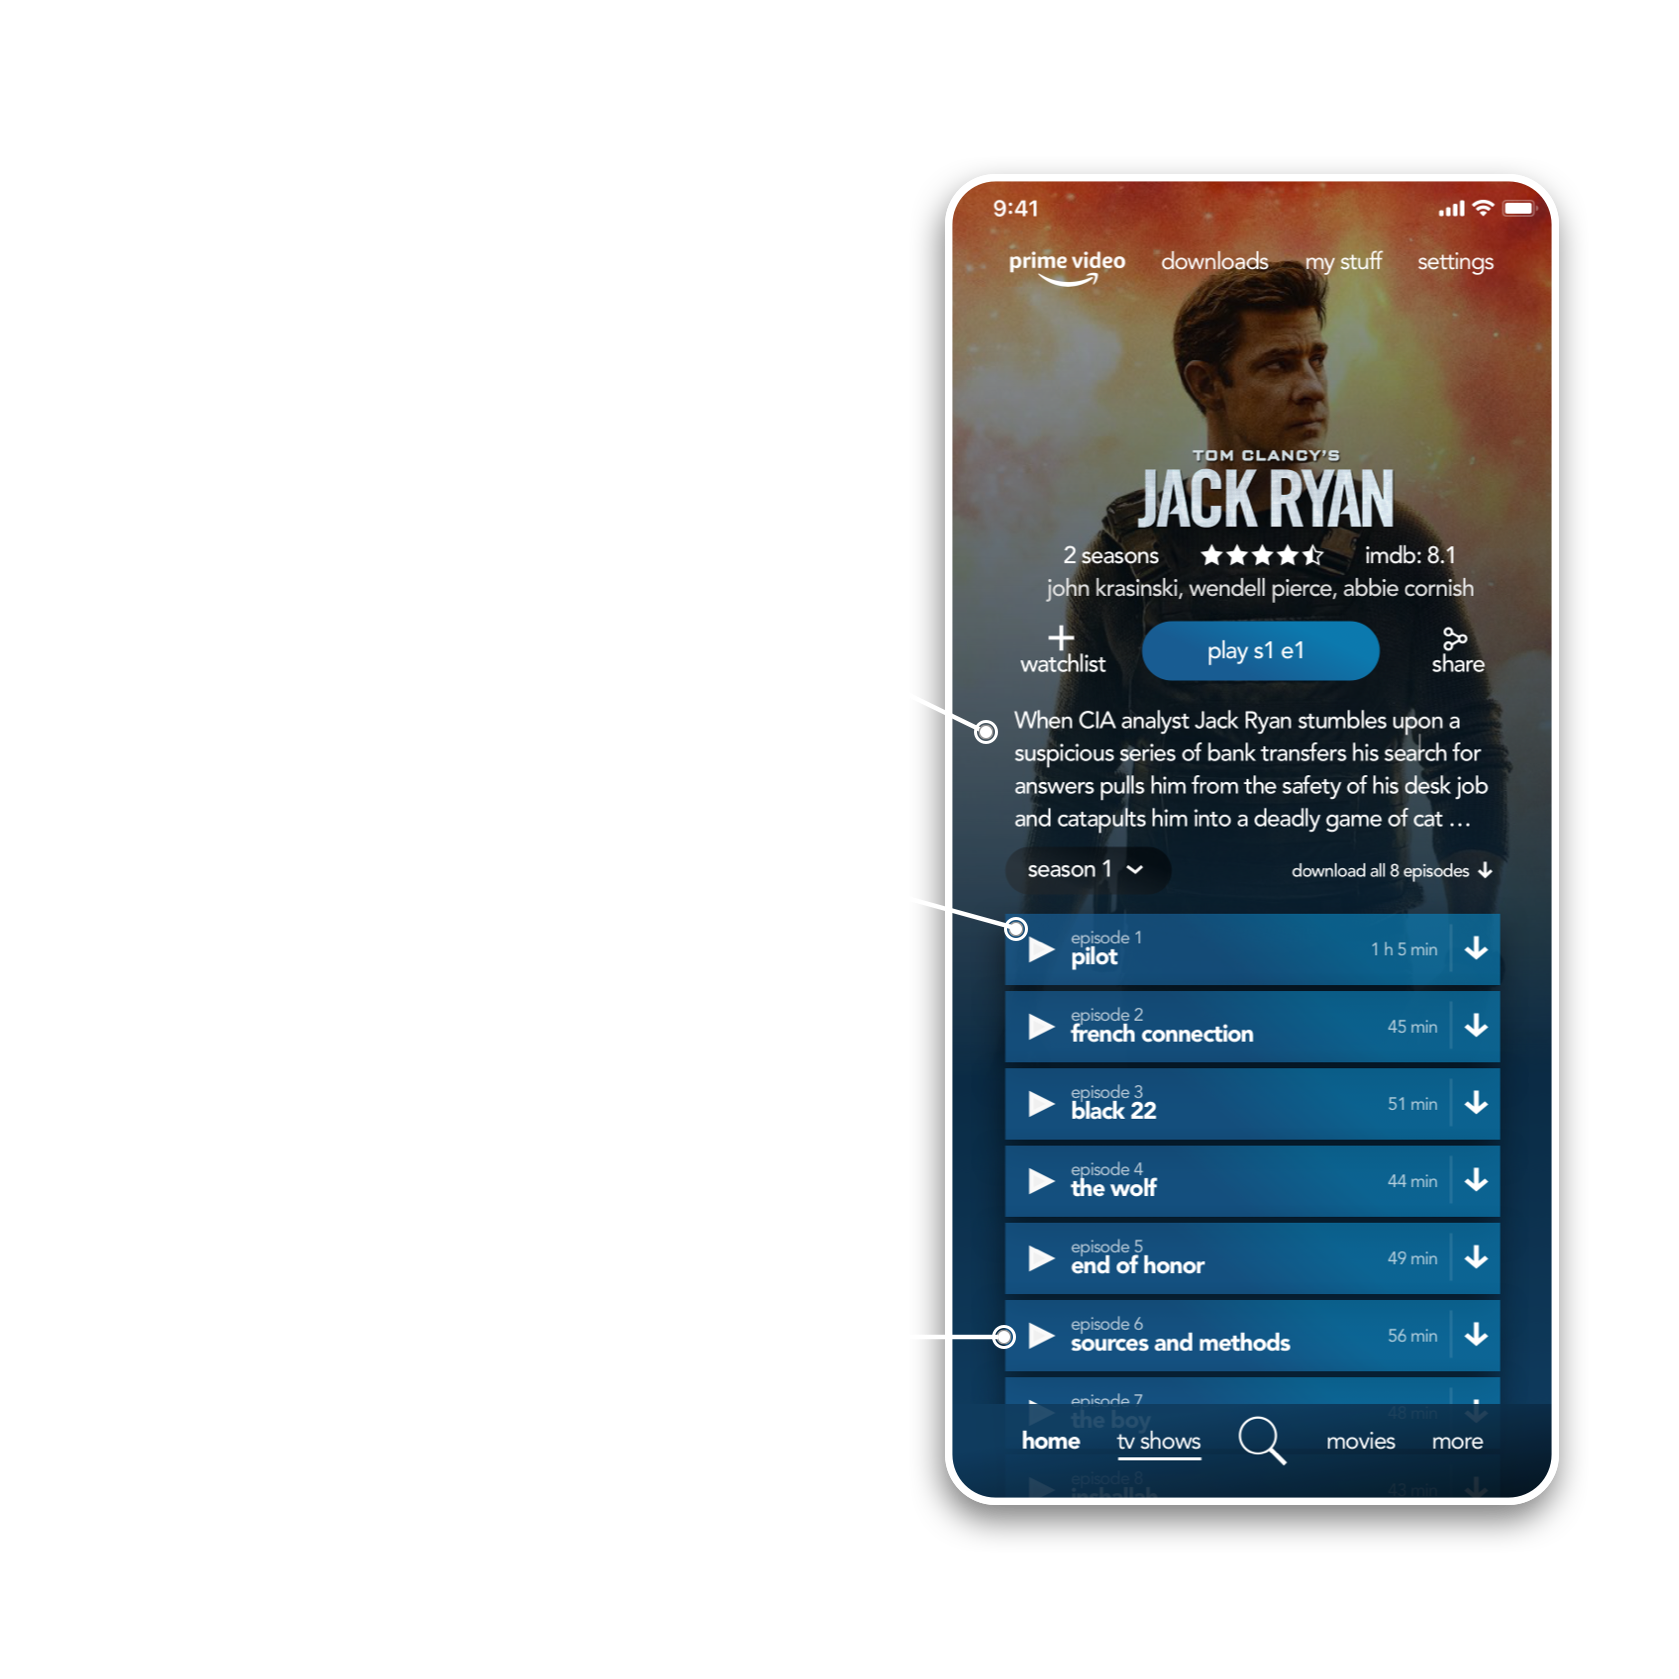 9:41
prime video downloads my stuff settings
TOM CLANCY'S
JACK RYAN
2 seasons imdb: 8.1
john krasinski, wendell pierce, abbie cornish
watchlist play s1 e1 share
When CIA analyst Jack Ryan stumbles upon a
suspicious series of bank transfers his search for
answers pulls him from the safety of his desk job
and catapults him into a deadly game of cat ...
season 1 download all 8 episodes
episode 1
pilot 1 h 5 min
episode 2
french connection 45 min
episode 3
black 22 51 min
episode 4
the wolf 44 min
episode 5
end of honor 49 min
episode 6
sources and methods 56 min
episode 7
the boy 48 min
home tv shows movies more
episode 8
inshallah 43 min